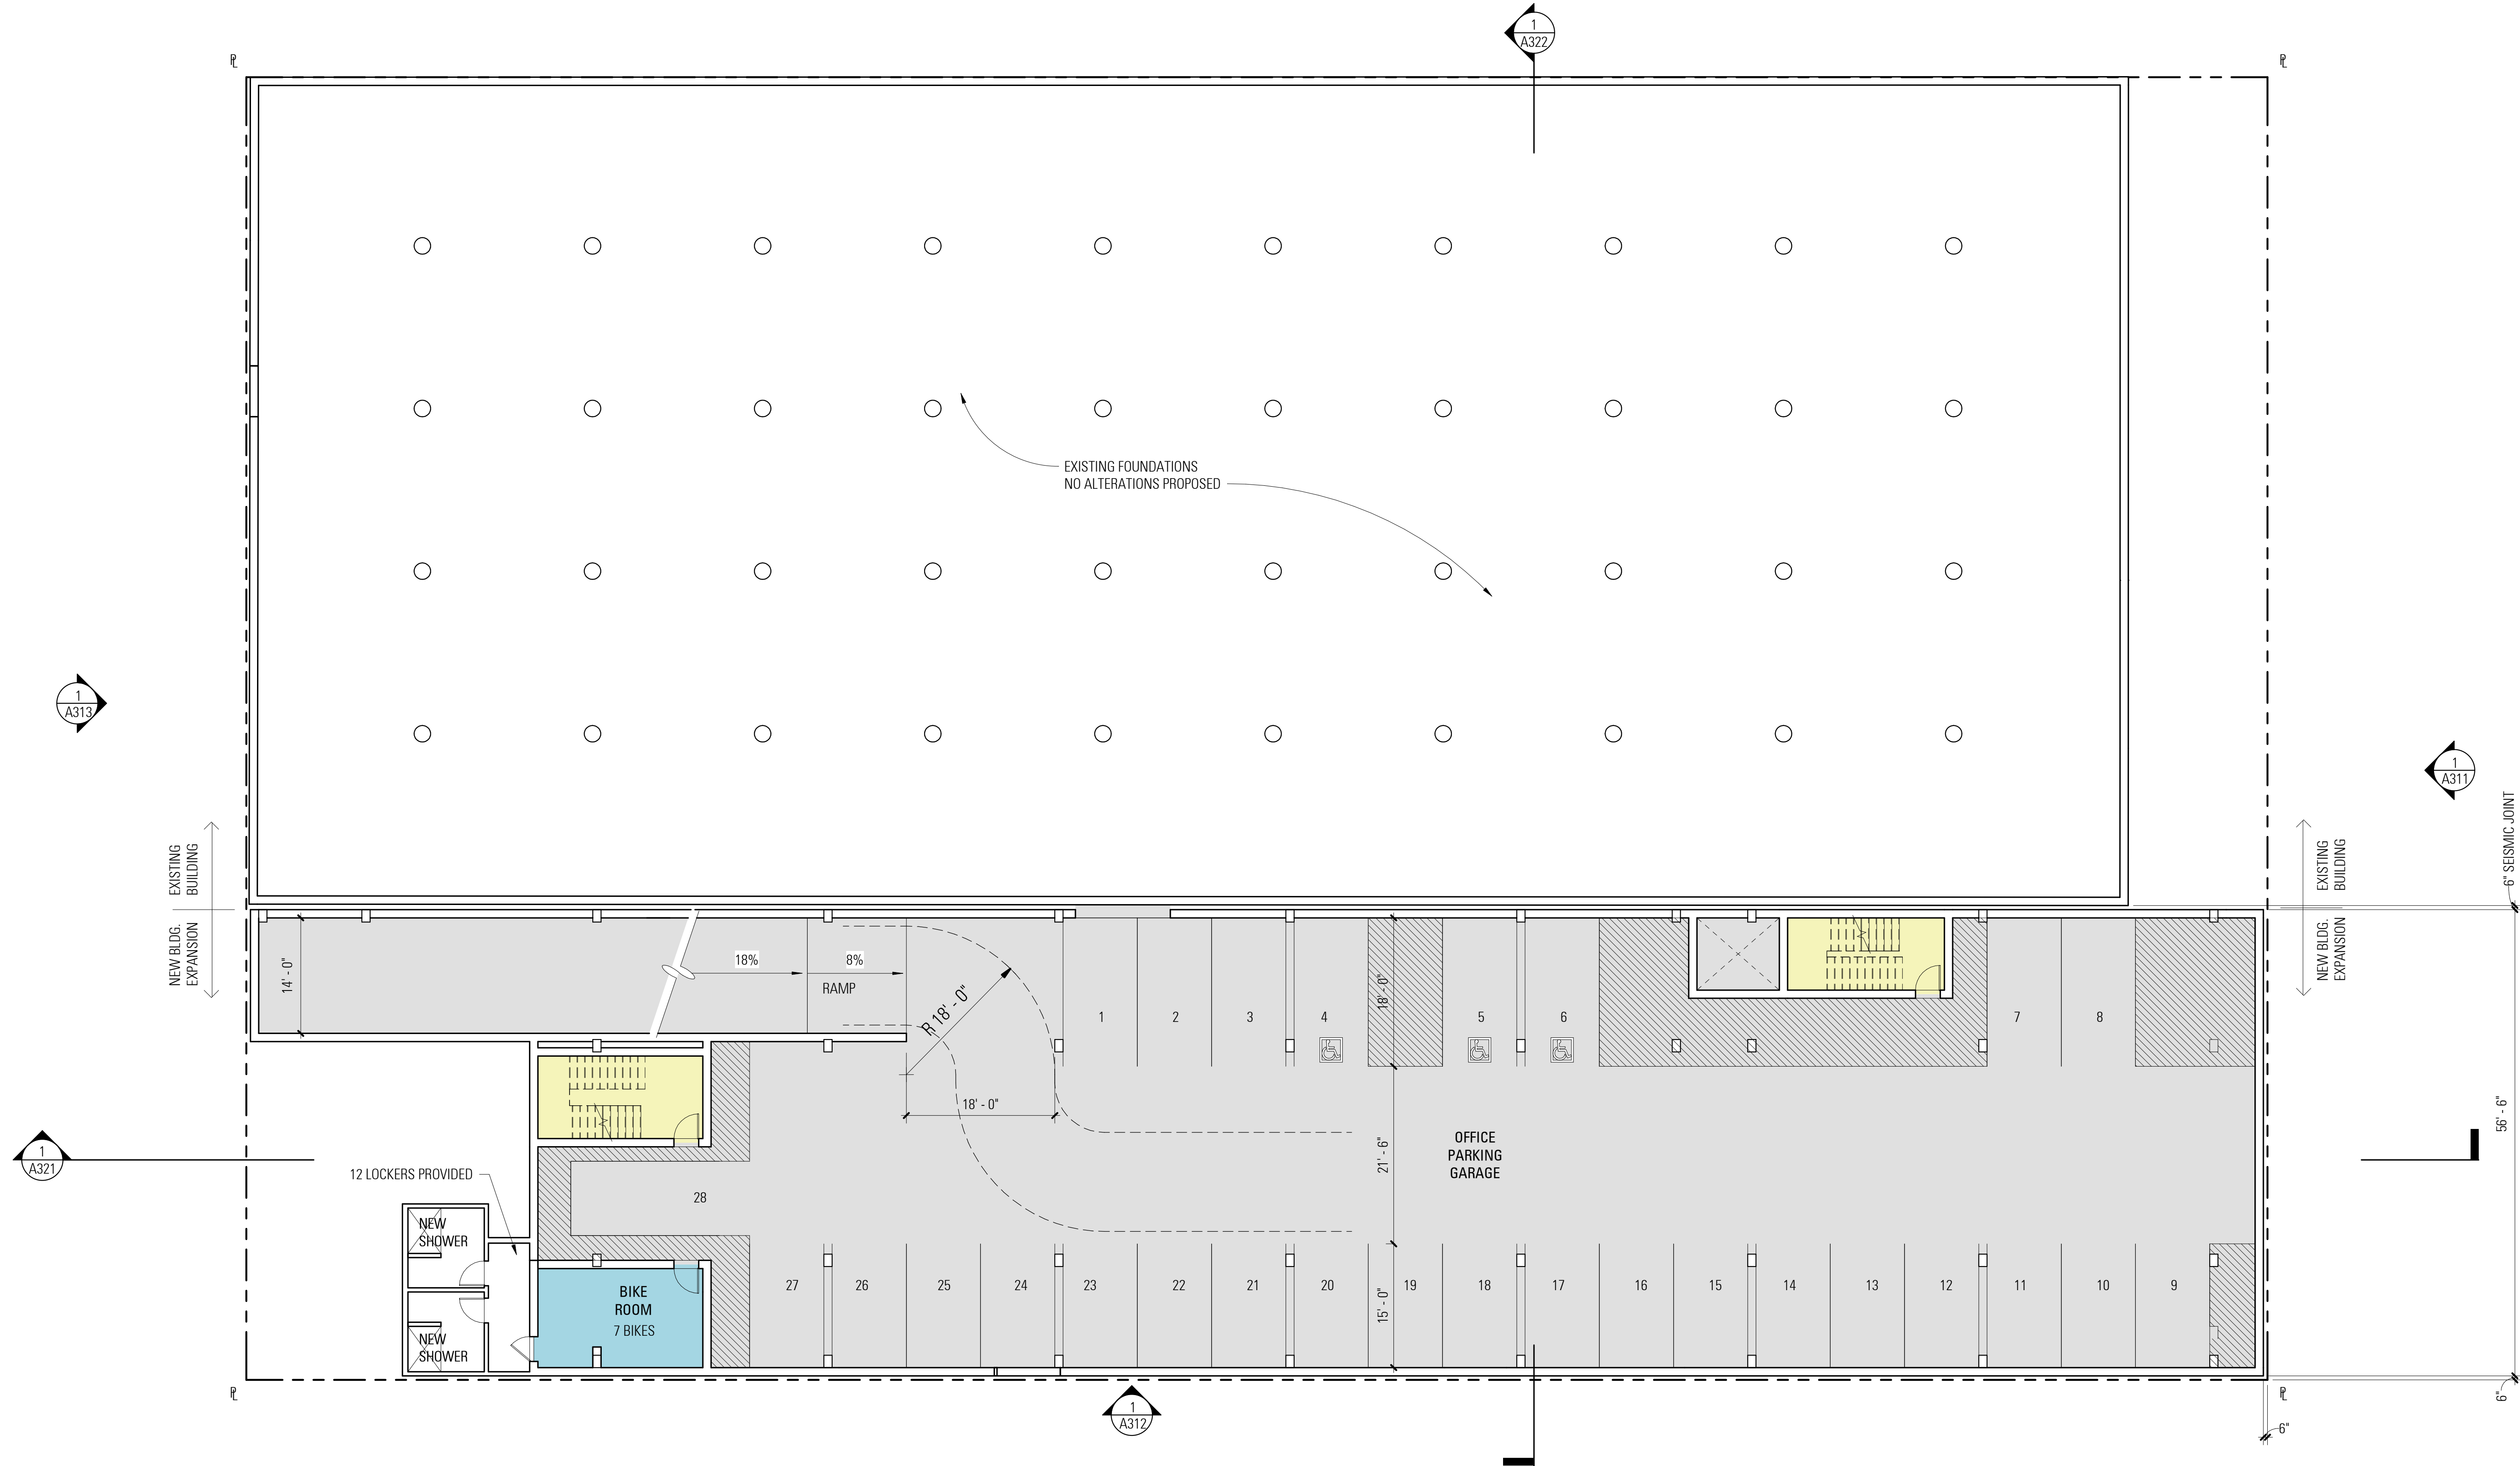 1
A322
PL
PL
EXISTING FOUNDATIONS
NO ALTERATIONS PROPOSED
1
A313
1
A311
6" SEISMIC JOINT
EXISTING
BUILDING
NEW BLDG.
EXPANSION
EXISTING
BUILDING
NEW BLDG.
EXPANSION
14' - 0"
18%
8%
RAMP
R 18' - 0"
18' - 0"
18' - 0"
1
2
3
4
5
6
7
8
21' - 6"
OFFICE
PARKING
GARAGE
56' - 6"
1
A321
12 LOCKERS PROVIDED
28
NEW
SHOWER
NEW
SHOWER
BIKE
ROOM
7 BIKES
27
26
25
24
23
22
21
20
19
18
17
16
15
14
13
12
11
10
9
15' - 0"
PL
PL
1
A312
6"
6"